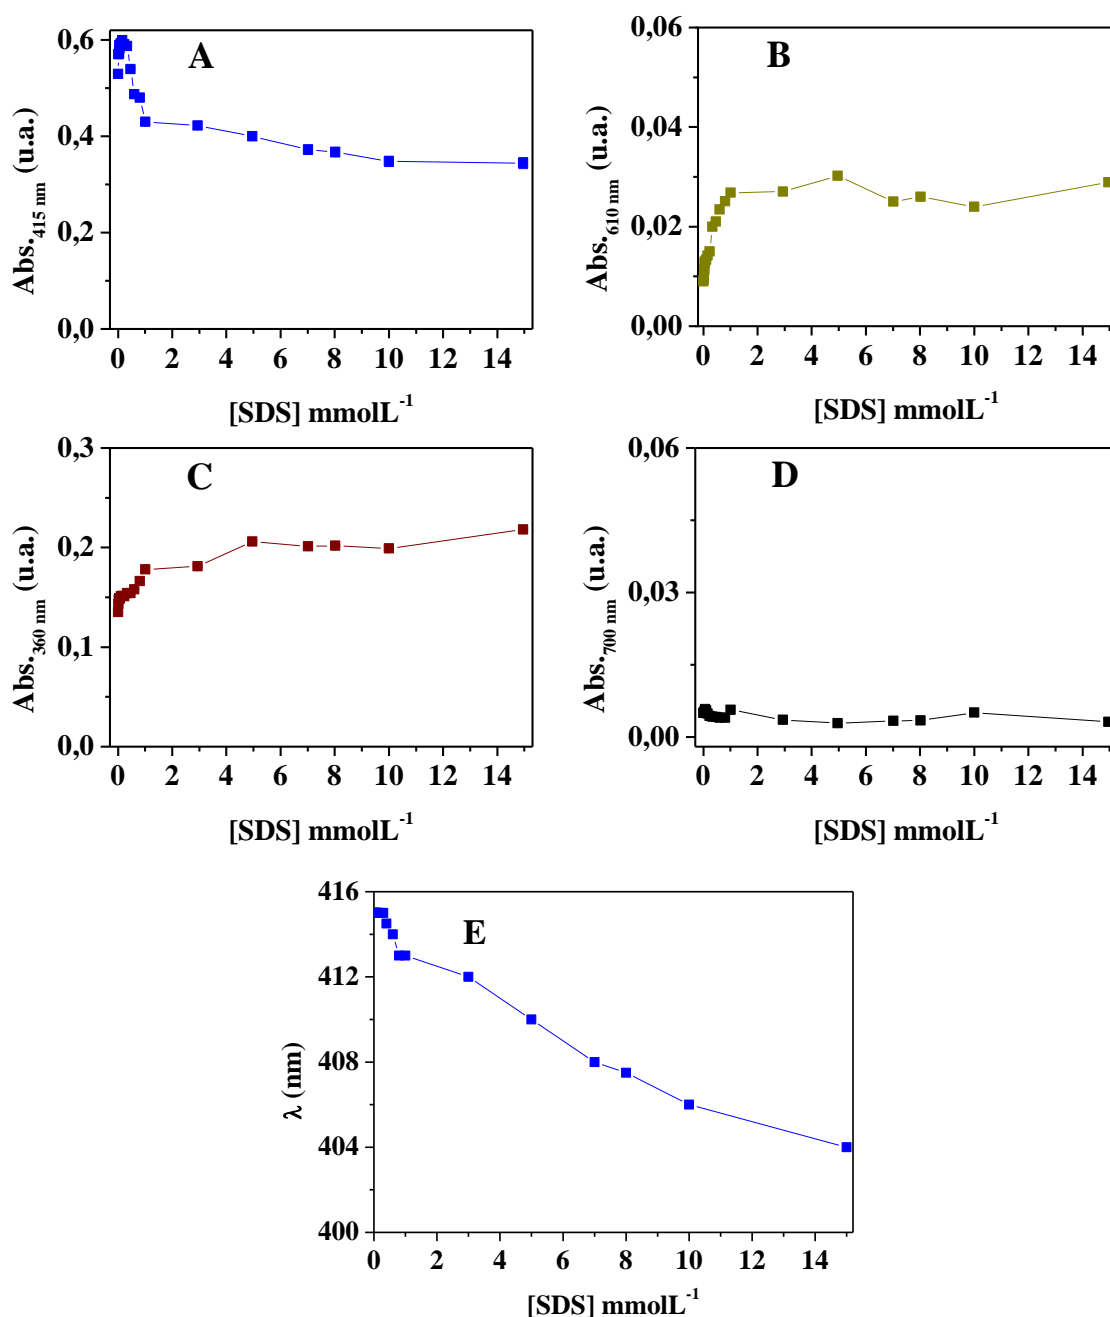 A
0,6
0,4
0,2
0,0
Abs.415 nm (u.a.)
0 2 4 6 8 10 12 14
[SDS] mmolL-1
B
0,06
0,04
0,02
0,00
Abs.610 nm (u.a.)
0 2 4 6 8 10 12 14
[SDS] mmolL-1
C
0,3
0,2
0,1
0,0
Abs.360 nm (u.a.)
0 2 4 6 8 10 12 14
[SDS] mmolL-1
D
0,06
0,03
0,00
Abs.700 nm (u.a.)
0 2 4 6 8 10 12 14
[SDS] mmolL-1
E
416
412
408
404
400
λ (nm)
0 2 4 6 8 10 12 14
[SDS] mmolL-1